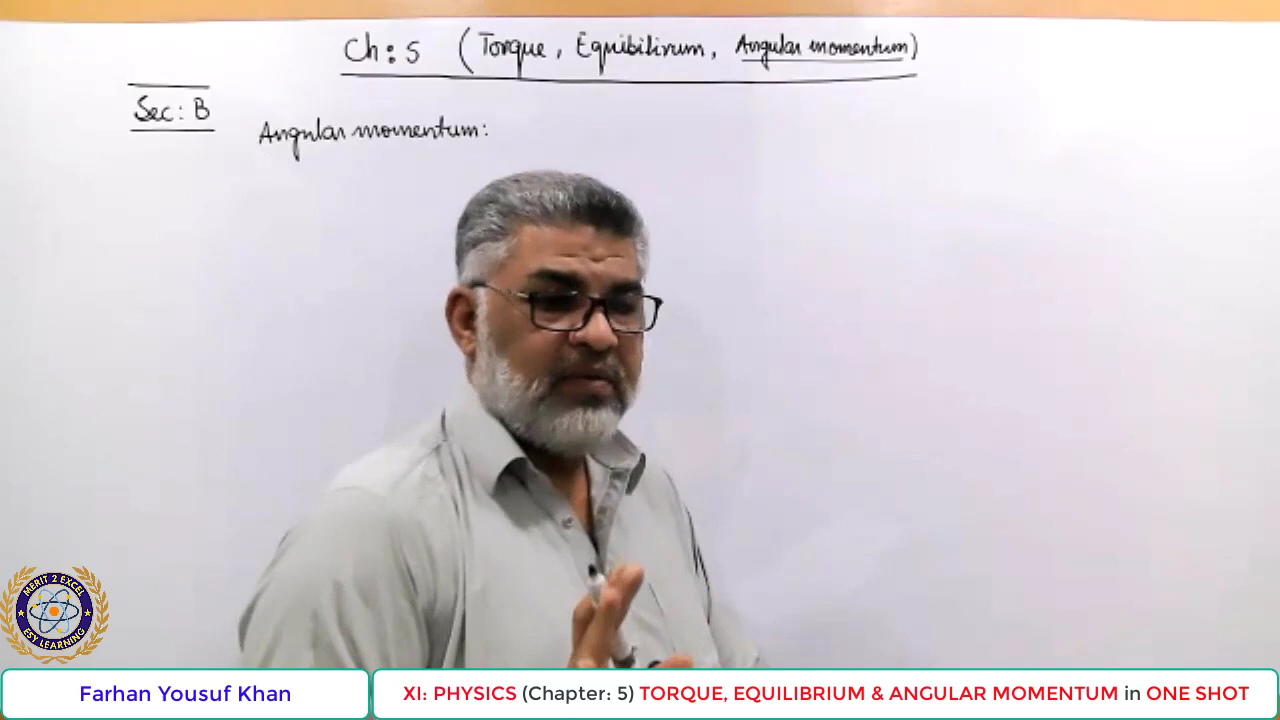 Ch: 5 (Torque, Equibilirum, Angular momentum)
Sec: B
Angular momentum:
MERIT 2 EXCEL
ESY LEARNING
Farhan Yousuf Khan
XI: PHYSICS (Chapter: 5) TORQUE, EQUILIBRIUM & ANGULAR MOMENTUM in ONE SHOT